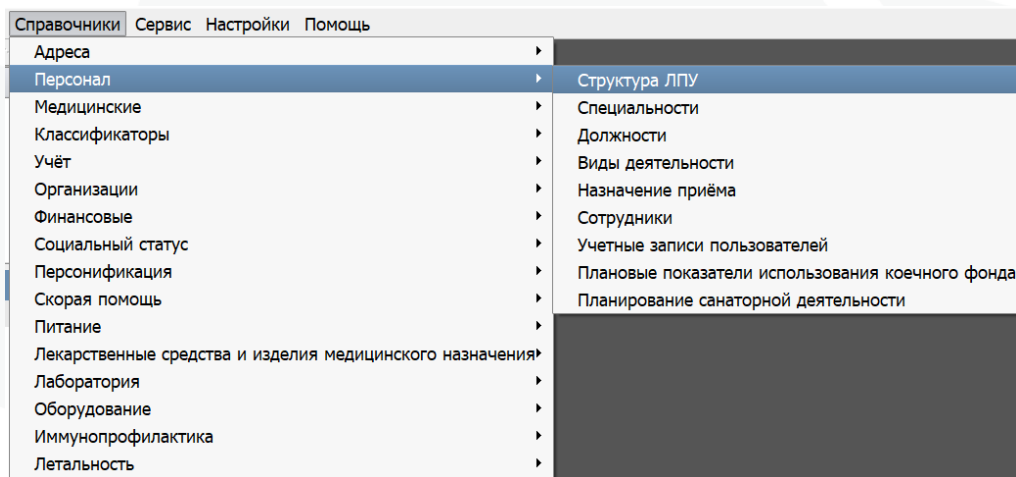 Справочники Сервис Настройки Помощь
Адреса
Персонал
Медицинские
Классификаторы
Учёт
Организации
Финансовые
Социальный статус
Персонификация
Скорая помощь
Питание
Лекарственные средства и изделия медицинского назначения
Лаборатория
Оборудование
Иммунопрофилактика
Летальность
Структура ЛПУ
Специальности
Должности
Виды деятельности
Назначение приёма
Сотрудники
Учетные записи пользователей
Плановые показатели использования коечного фонда
Планирование санаторной деятельности